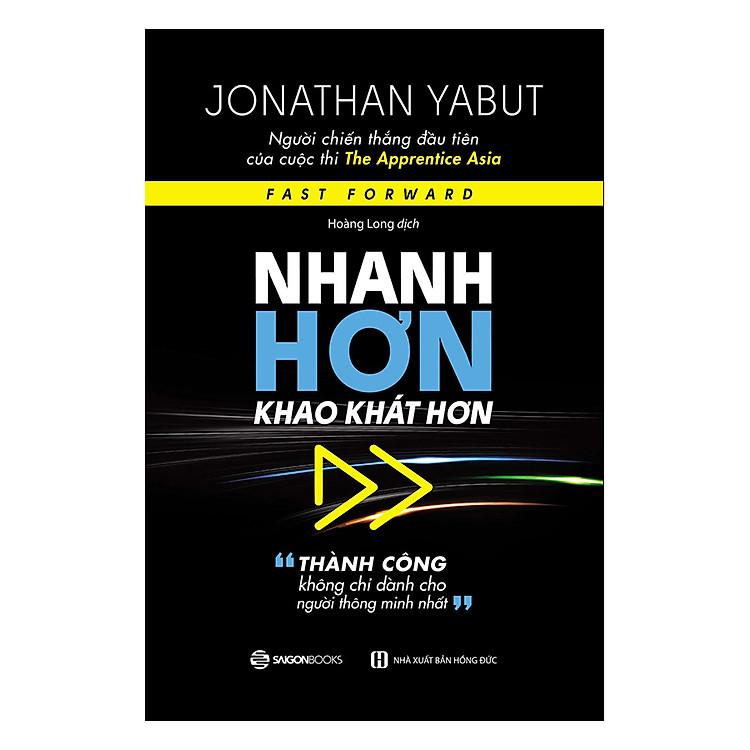 JONATHAN YABUT
Người chiến thắng đầu tiên
của cuộc thi The Apprentice Asia
FAST FORWARD
Hoàng Long dịch
NHANH
HƠN
KHAO KHÁT HƠN
“ THÀNH CÔNG
không chỉ dành cho
người thông minh nhất ”
SAIGONBOOKS
H NHÀ XUẤT BẢN HỒNG ĐỨC